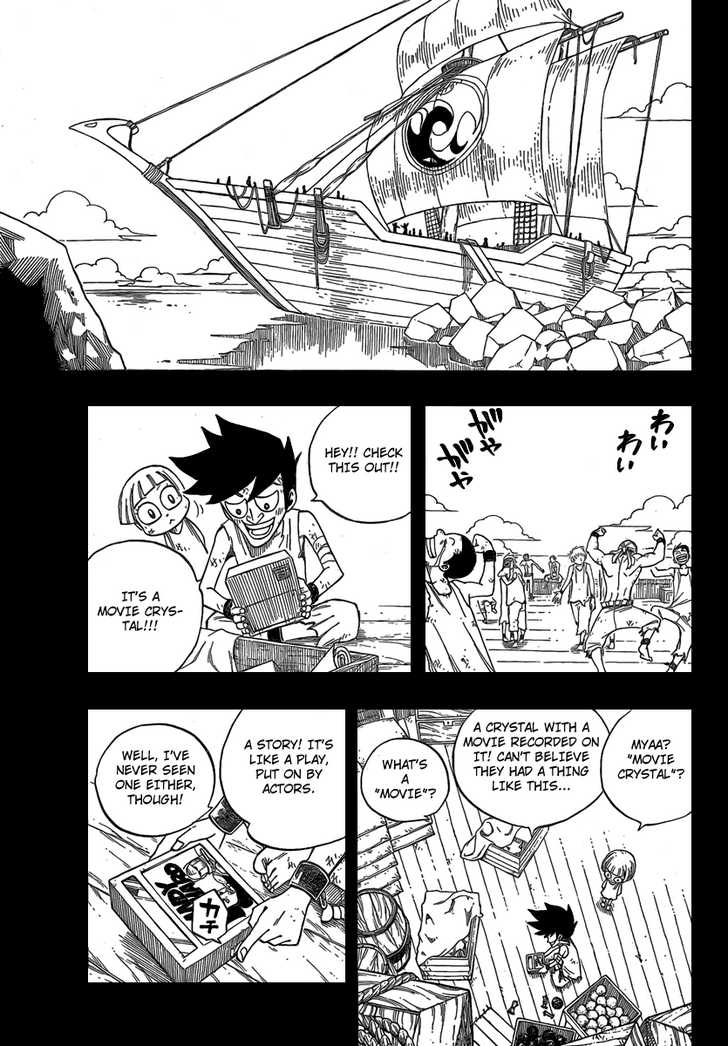 わい
わい
がや
がや
HEY!! CHECK
THIS OUT!!
IT'S A
MOVIE CRYS-
TAL!!!
MYAA?
"MOVIE
CRYSTAL"?
A CRYSTAL WITH A
MOVIE RECORDED ON
IT! CAN'T BELIEVE
THEY HAD A THING
LIKE THIS...
WHAT'S
A
"MOVIE"?
A STORY! IT'S
LIKE A PLAY,
PUT ON BY
ACTORS.
WELL, I'VE
NEVER SEEN
ONE EITHER,
THOUGH!
カチ